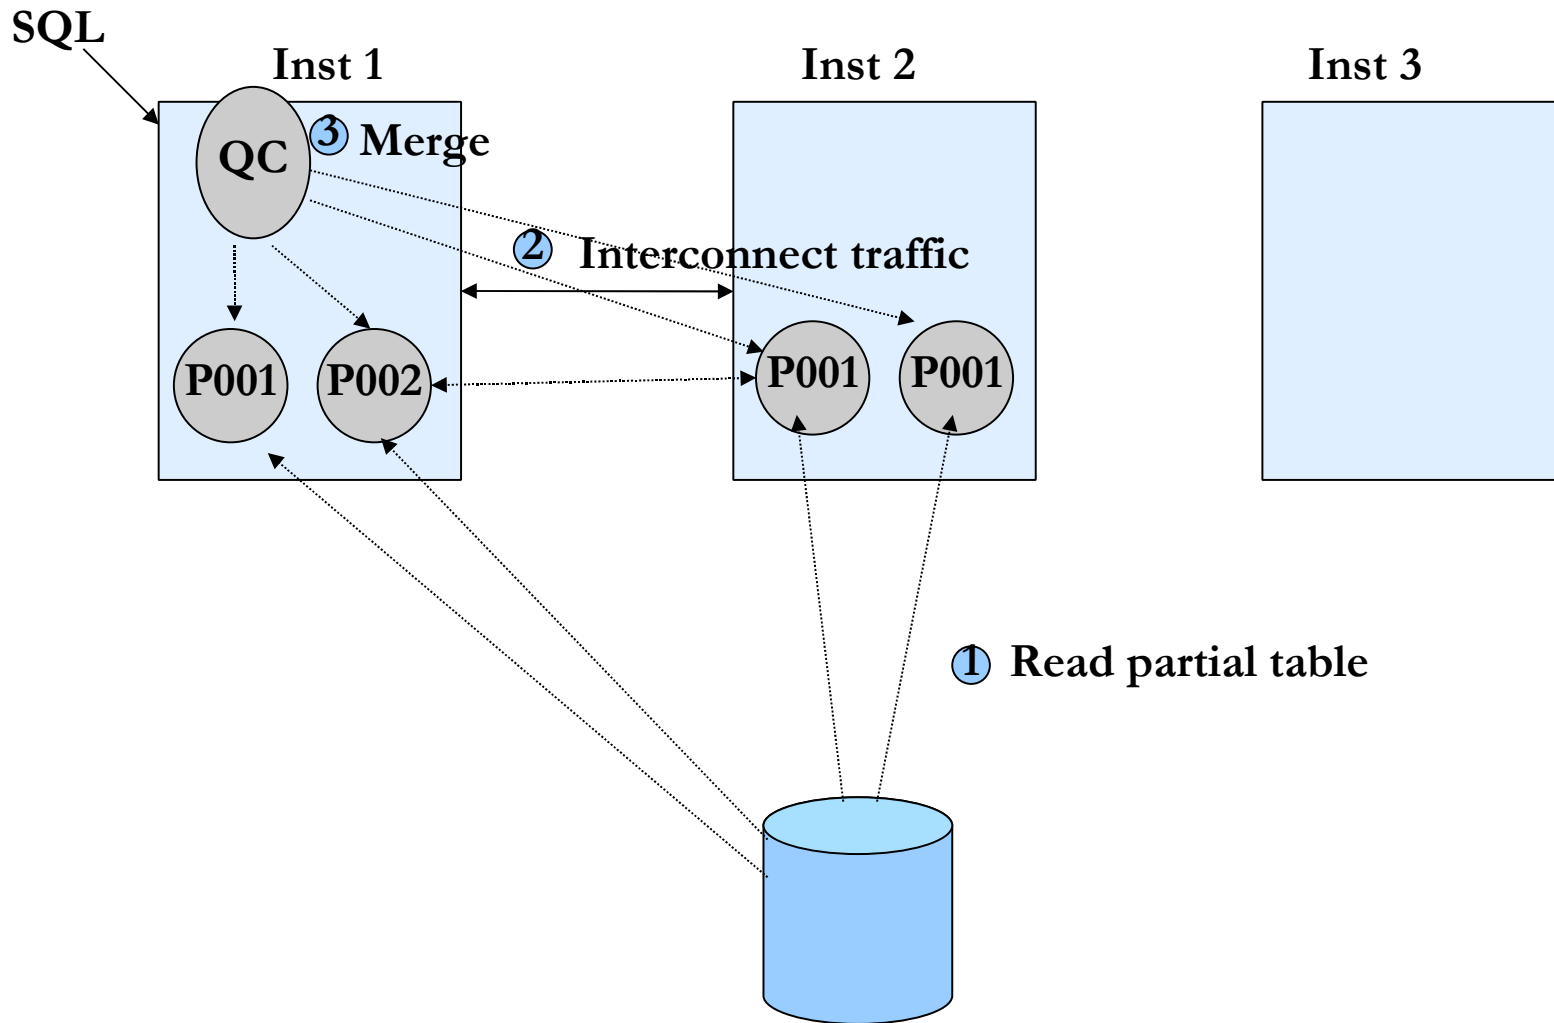 SQL
Inst 1
Inst 2
Inst 3
QC
3 Merge
2 Interconnect traffic
P001
P002
P001
P001
1 Read partial table